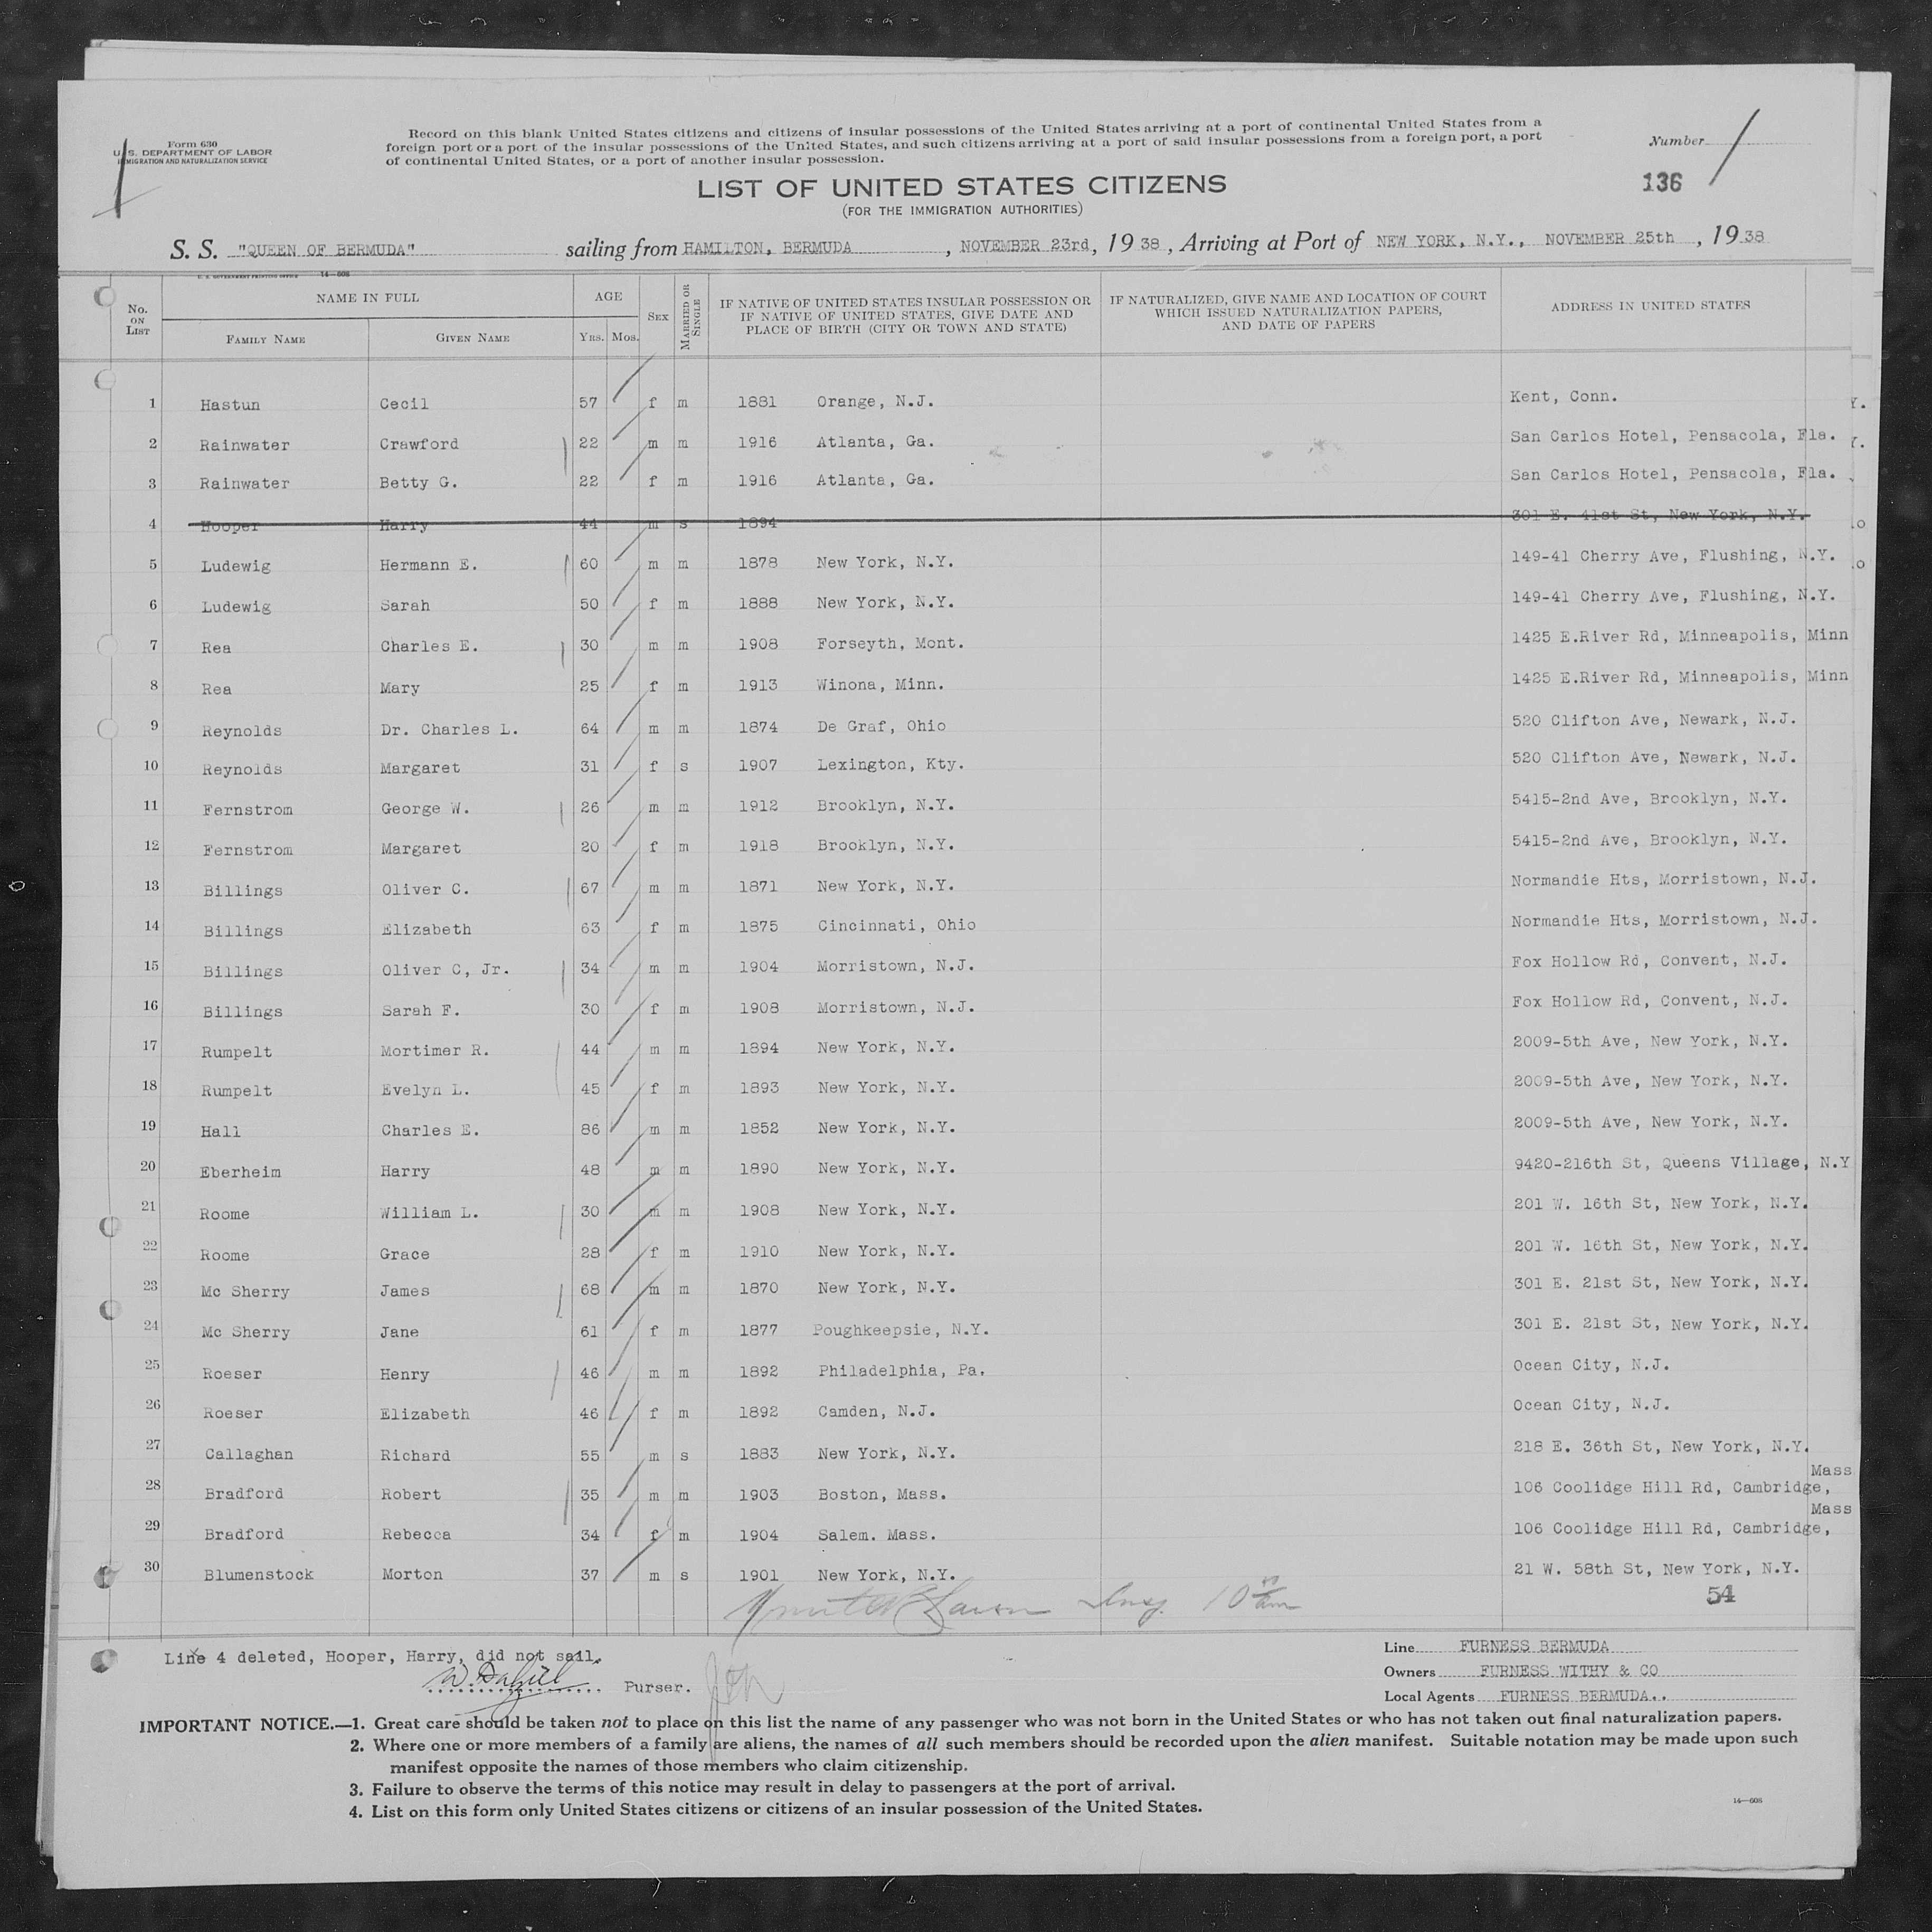 Form 630
U. S. DEPARTMENT OF LABOR
IMMIGRATION AND NATURALIZATION SERVICE
Record on this blank United States citizens and citizens of insular possessions of the United States arriving at a port of continental United States from a
foreign port or a port of the insular possessions of the United States, and such citizens arriving at a port of said insular possessions from a foreign port, a port
of continental United States, or a port of another insular possession.
Number
136
LIST OF UNITED STATES CITIZENS
(FOR THE IMMIGRATION AUTHORITIES)
S. S. "QUEEN OF BERMUDA" sailing from HAMILTON, BERMUDA, NOVEMBER 23rd, 1938, Arriving at Port of NEW YORK, N.Y., NOVEMBER 25th, 1938
U. S. GOVERNMENT PRINTING OFFICE 14—608
No. ON LIST
NAME IN FULL
FAMILY NAME GIVEN NAME
AGE
YRS. MOS.
SEX
MARRIED OR SINGLE
IF NATIVE OF UNITED STATES INSULAR POSSESSION OR
IF NATIVE OF UNITED STATES, GIVE DATE AND
PLACE OF BIRTH (CITY OR TOWN AND STATE)
IF NATURALIZED, GIVE NAME AND LOCATION OF COURT
WHICH ISSUED NATURALIZATION PAPERS,
AND DATE OF PAPERS
ADDRESS IN UNITED STATES
1 Hastun Cecil 57 f m 1881 Orange, N.J. Kent, Conn.
2 Rainwater Crawford 22 m m 1916 Atlanta, Ga. San Carlos Hotel, Pensacola, Fla.
3 Rainwater Betty G. 22 f m 1916 Atlanta, Ga. San Carlos Hotel, Pensacola, Fla.
4 Hooper Harry 44 m s 1894 301 E. 41st St, New York, N.Y.
5 Ludewig Hermann E. 60 m m 1878 New York, N.Y. 149-41 Cherry Ave, Flushing, N.Y.
6 Ludewig Sarah 50 f m 1888 New York, N.Y. 149-41 Cherry Ave, Flushing, N.Y.
7 Rea Charles E. 30 m m 1908 Forseyth, Mont. 1425 E.River Rd, Minneapolis, Minn
8 Rea Mary 25 f m 1913 Winona, Minn. 1425 E.River Rd, Minneapolis, Minn
9 Reynolds Dr. Charles L. 64 m m 1874 De Graf, Ohio 520 Clifton Ave, Newark, N.J.
10 Reynolds Margaret 31 f s 1907 Lexington, Kty. 520 Clifton Ave, Newark, N.J.
11 Fernstrom George W. 26 m m 1912 Brooklyn, N.Y. 5415-2nd Ave, Brooklyn, N.Y.
12 Fernstrom Margaret 20 f m 1918 Brooklyn, N.Y. 5415-2nd Ave, Brooklyn, N.Y.
13 Billings Oliver C. 67 m m 1871 New York, N.Y. Normandie Hts, Morristown, N.J.
14 Billings Elizabeth 63 f m 1875 Cincinnati, Ohio Normandie Hts, Morristown, N.J.
15 Billings Oliver C, Jr. 34 m m 1904 Morristown, N.J. Fox Hollow Rd, Convent, N.J.
16 Billings Sarah F. 30 f m 1908 Morristown, N.J. Fox Hollow Rd, Convent, N.J.
17 Rumpelt Mortimer R. 44 m m 1894 New York, N.Y. 2009-5th Ave, New York, N.Y.
18 Rumpelt Evelyn L. 45 f m 1893 New York, N.Y. 2009-5th Ave, New York, N.Y.
19 Hall Charles E. 86 m m 1852 New York, N.Y. 2009-5th Ave, New York, N.Y.
20 Eberheim Harry 48 m m 1890 New York, N.Y. 9420-216th St, Queens Village, N.Y
21 Roome William L. 30 m m 1908 New York, N.Y. 201 W. 16th St, New York, N.Y.
22 Roome Grace 28 f m 1910 New York, N.Y. 201 W. 16th St, New York, N.Y.
23 Mc Sherry James 68 m m 1870 New York, N.Y. 301 E. 21st St, New York, N.Y.
24 Mc Sherry Jane 61 f m 1877 Poughkeepsie, N.Y. 301 E. 21st St, New York, N.Y.
25 Roeser Henry 46 m m 1892 Philadelphia, Pa. Ocean City, N.J.
26 Roeser Elizabeth 46 f m 1892 Camden, N.J. Ocean City, N.J.
27 Callaghan Richard 55 m s 1883 New York, N.Y. 218 E. 36th St, New York, N.Y.
28 Bradford Robert 35 m m 1903 Boston, Mass. 106 Coolidge Hill Rd, Cambridge, Mass
29 Bradford Rebecca 34 f m 1904 Salem. Mass. 106 Coolidge Hill Rd, Cambridge, Mass
30 Blumenstock Morton 37 m s 1901 New York, N.Y. 21 W. 58th St, New York, N.Y.
54
Line 4 deleted, Hooper, Harry, did not sail.
Purser.
Line FURNESS BERMUDA
Owners FURNESS WITHY & CO
Local Agents FURNESS BERMUDA..
IMPORTANT NOTICE.—1. Great care should be taken not to place on this list the name of any passenger who was not born in the United States or who has not taken out final naturalization papers.
2. Where one or more members of a family are aliens, the names of all such members should be recorded upon the alien manifest. Suitable notation may be made upon such
manifest opposite the names of those members who claim citizenship.
3. Failure to observe the terms of this notice may result in delay to passengers at the port of arrival.
4. List on this form only United States citizens or citizens of an insular possession of the United States.
14—608